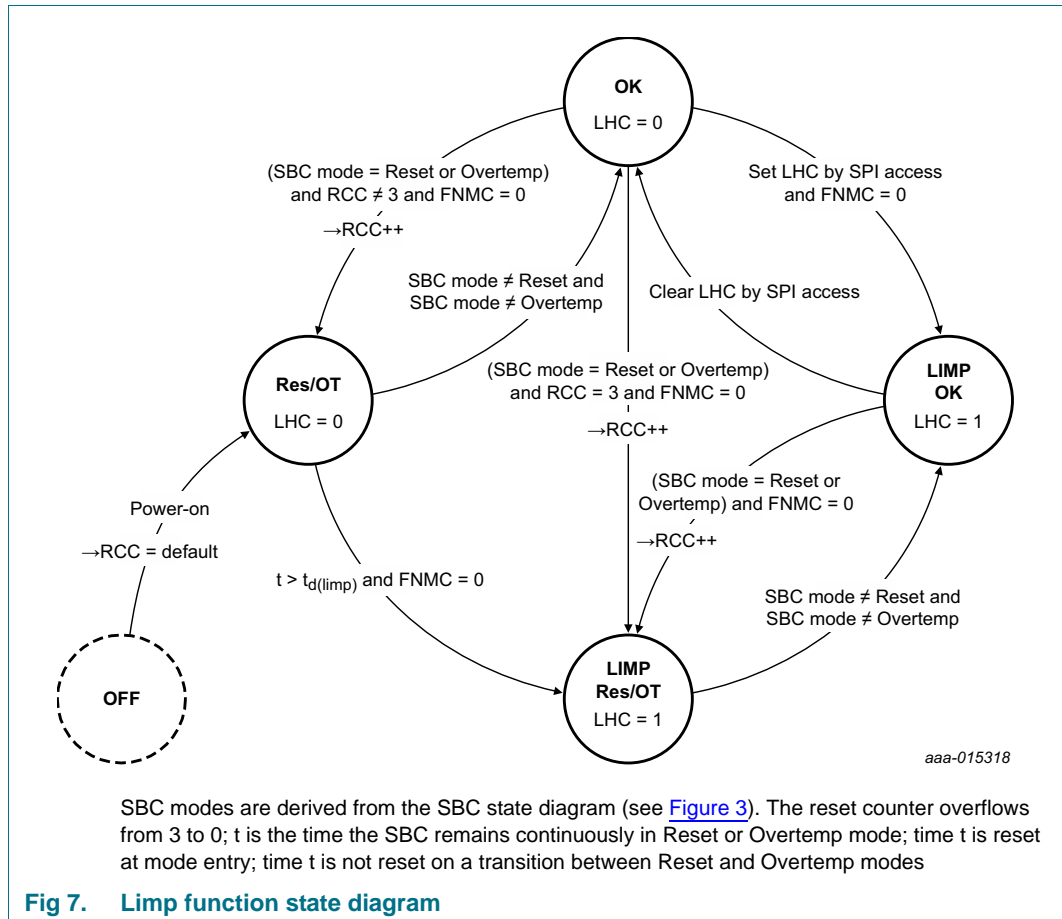 OK
LHC = 0
(SBC mode = Reset or Overtemp)
and RCC ≠ 3 and FNMC = 0
→RCC++
Set LHC by SPI access
and FNMC = 0
SBC mode ≠ Reset and
SBC mode ≠ Overtemp
Clear LHC by SPI access
Res/OT
LHC = 0
(SBC mode = Reset or Overtemp)
and RCC = 3 and FNMC = 0
→RCC++
LIMP
OK
LHC = 1
(SBC mode = Reset or
Overtemp) and FNMC = 0
→RCC++
Power-on
→RCC = default
t > td(limp) and FNMC = 0
SBC mode ≠ Reset and
SBC mode ≠ Overtemp
OFF
LIMP
Res/OT
LHC = 1
aaa-015318
SBC modes are derived from the SBC state diagram (see Figure 3). The reset counter overflows
from 3 to 0; t is the time the SBC remains continuously in Reset or Overtemp mode; time t is reset
at mode entry; time t is not reset on a transition between Reset and Overtemp modes
Fig 7. Limp function state diagram